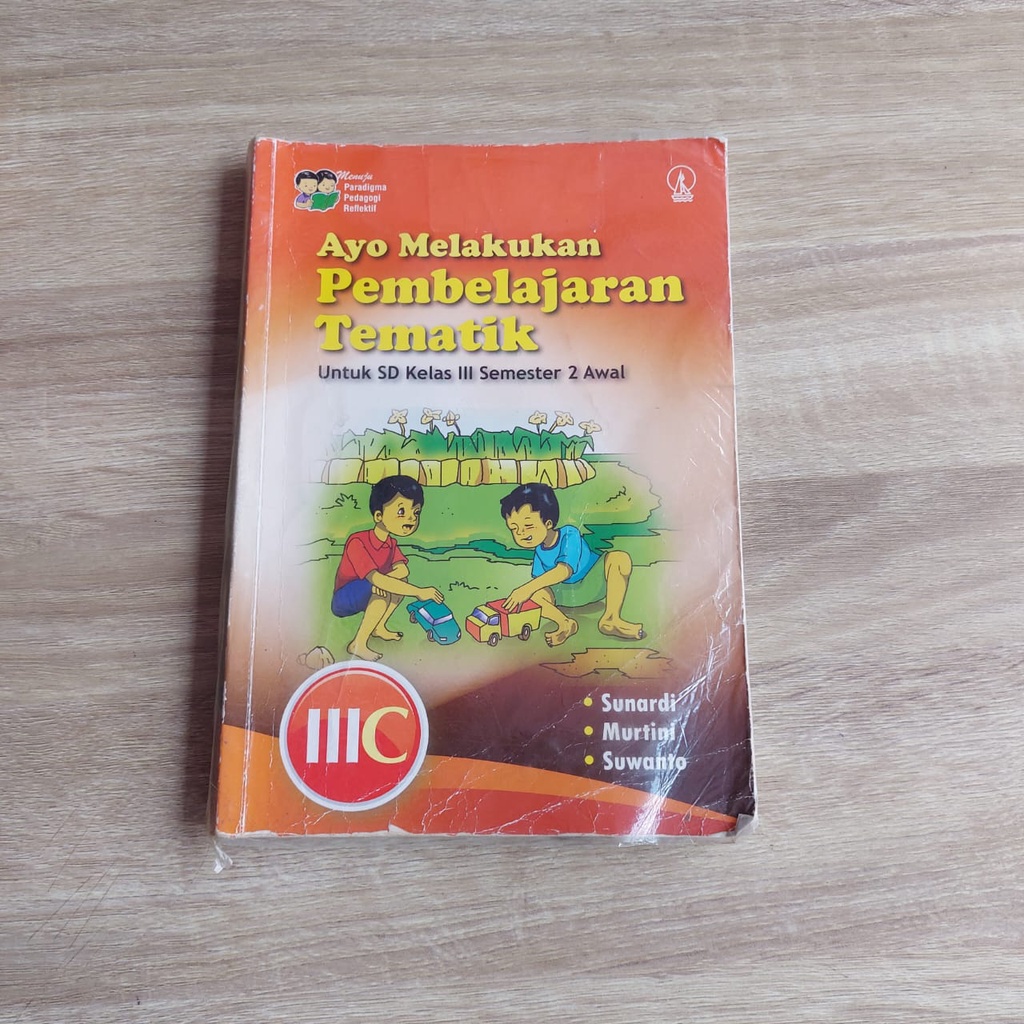 Menuju
Paradigma
Pedagogi
Reflektif
Ayo Melakukan
Pembelajaran
Tematik
Untuk SD Kelas III Semester 2 Awal
IIIC
• Sunardi
• Murtini
• Suwanto